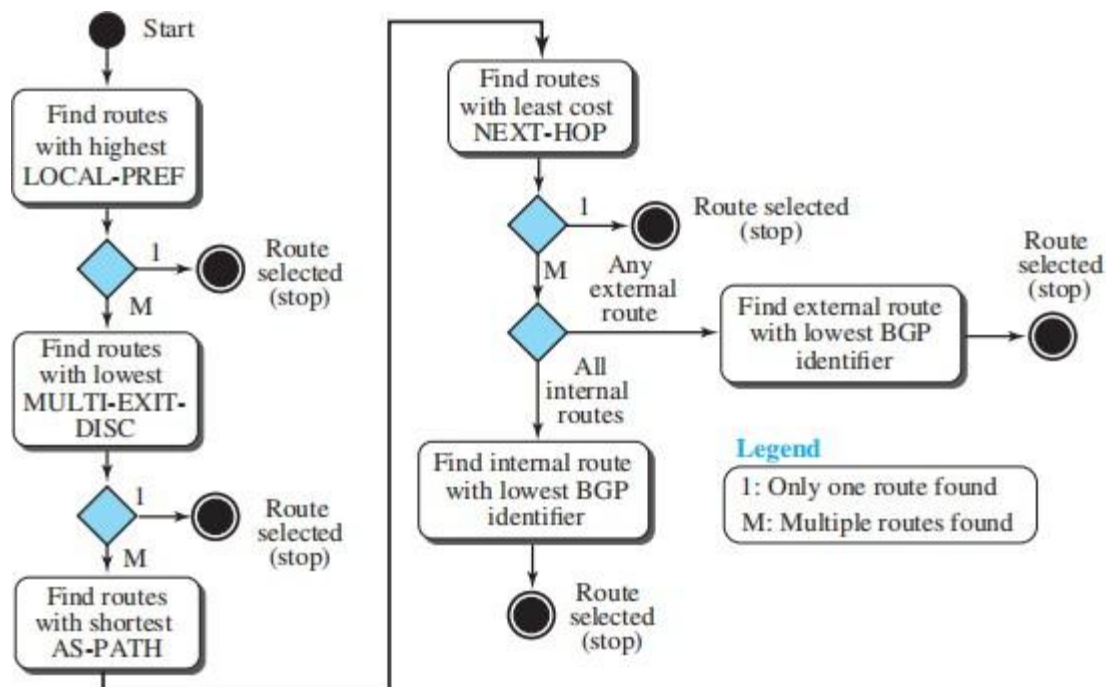 Start
Find routes
with highest
LOCAL-PREF
1
Route
selected
(stop)
M
Find routes
with lowest
MULTI-EXIT-
DISC
1
Route
selected
(stop)
M
Find routes
with shortest
AS-PATH
Find routes
with least cost
NEXT-HOP
1
Route selected
(stop)
M
Any
external
route
Find external route
with lowest BGP
identifier
Route
selected
(stop)
All
internal
routes
Find internal route
with lowest BGP
identifier
Route
selected
(stop)
Legend
1: Only one route found
M: Multiple routes found